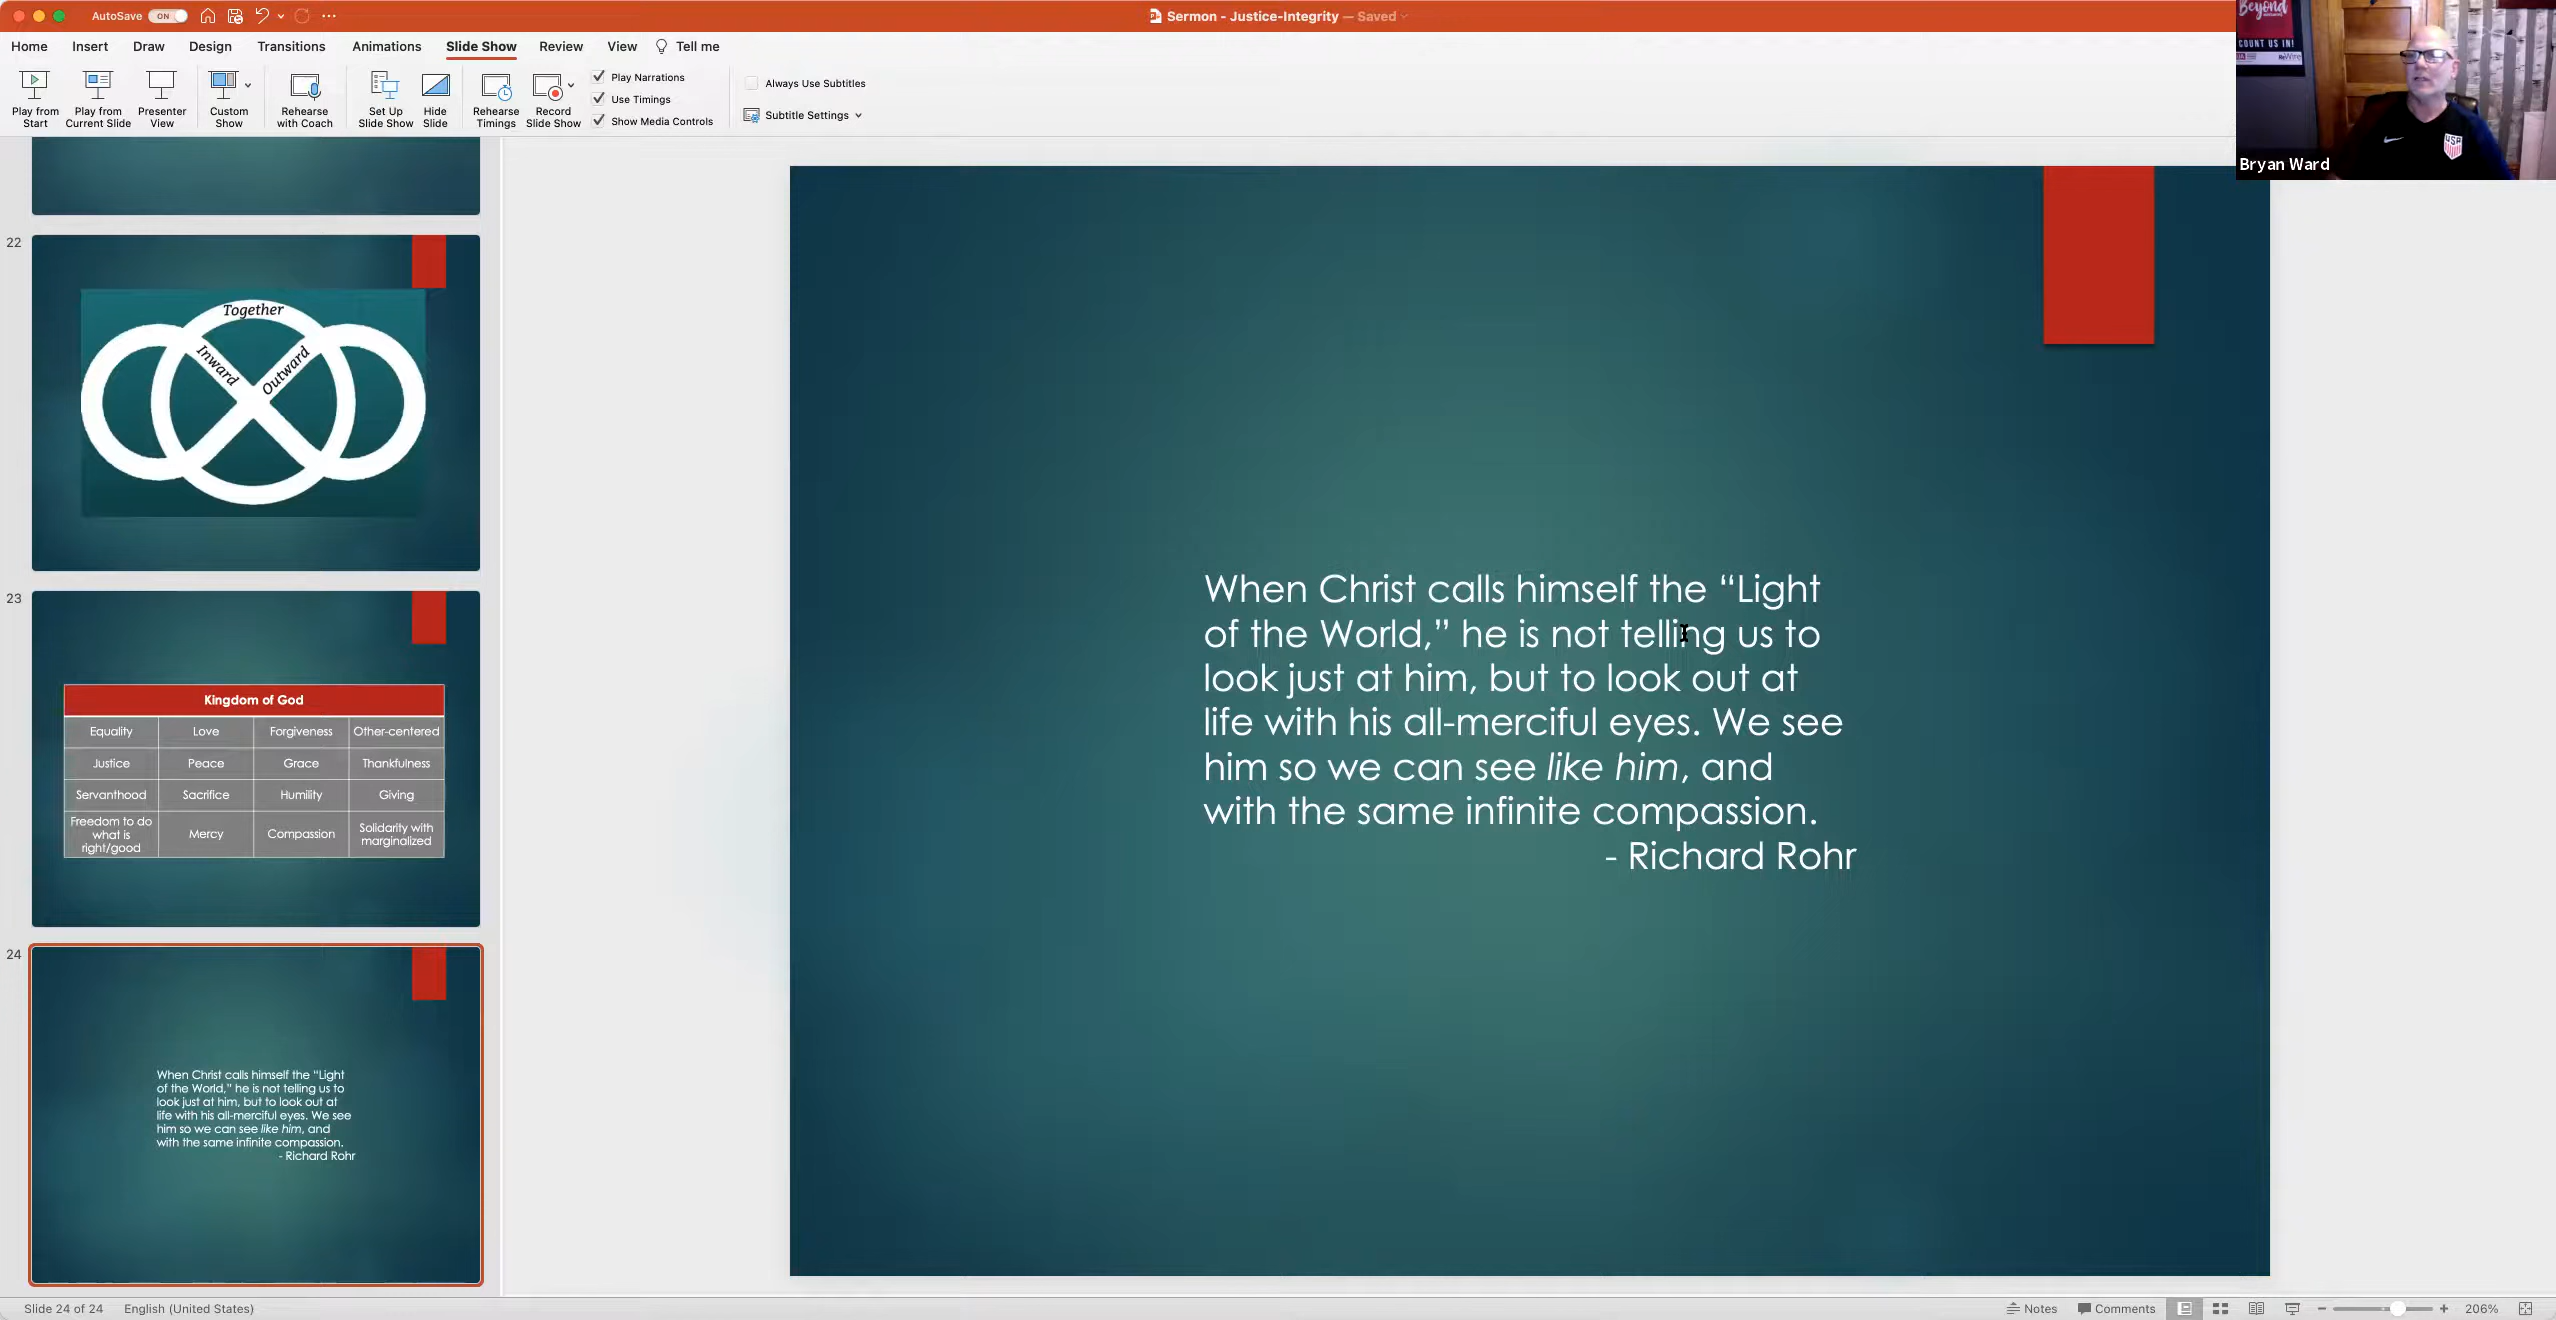 AutoSave ON
Sermon - Justice-Integrity — Saved
Home Insert Draw Design Transitions Animations Slide Show Review View Tell me
Play from Start
Play from Current Slide
Presenter View
Custom Show
Rehearse with Coach
Set Up Slide Show
Hide Slide
Rehearse Timings
Record Slide Show
Play Narrations
Use Timings
Show Media Controls
Always Use Subtitles
Subtitle Settings
Beyond
COUNT US IN!
USA
Bryan Ward
22
Together
Inward
Outward
23
Kingdom of God
Equality Love Forgiveness Other-centered
Justice Peace Grace Thankfulness
Servanthood Sacrifice Humility Giving
Freedom to do what is right/good Mercy Compassion Solidarity with marginalized
24
When Christ calls himself the “Light
of the World,” he is not telling us to
look just at him, but to look out at
life with his all-merciful eyes. We see
him so we can see like him, and
with the same infinite compassion.
- Richard Rohr
When Christ calls himself the “Light
of the World,” he is not telling us to
look just at him, but to look out at
life with his all-merciful eyes. We see
him so we can see like him, and
with the same infinite compassion.
- Richard Rohr
Slide 24 of 24 English (United States)
Notes Comments 206%